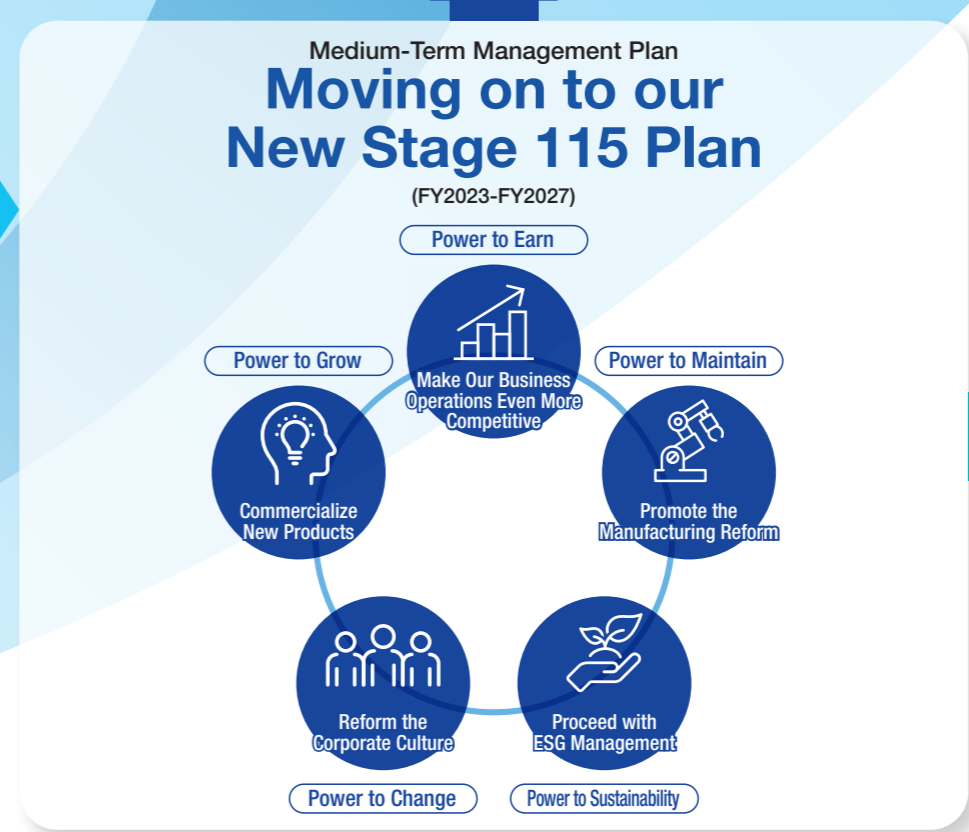 Medium-Term Management Plan
Moving on to our
New Stage 115 Plan
(FY2023-FY2027)
Power to Earn
Make Our Business
Operations Even More
Competitive
Power to Grow
Commercialize
New Products
Power to Maintain
Promote the
Manufacturing Reform
Reform the
Corporate Culture
Power to Change
Proceed with
ESG Management
Power to Sustainability